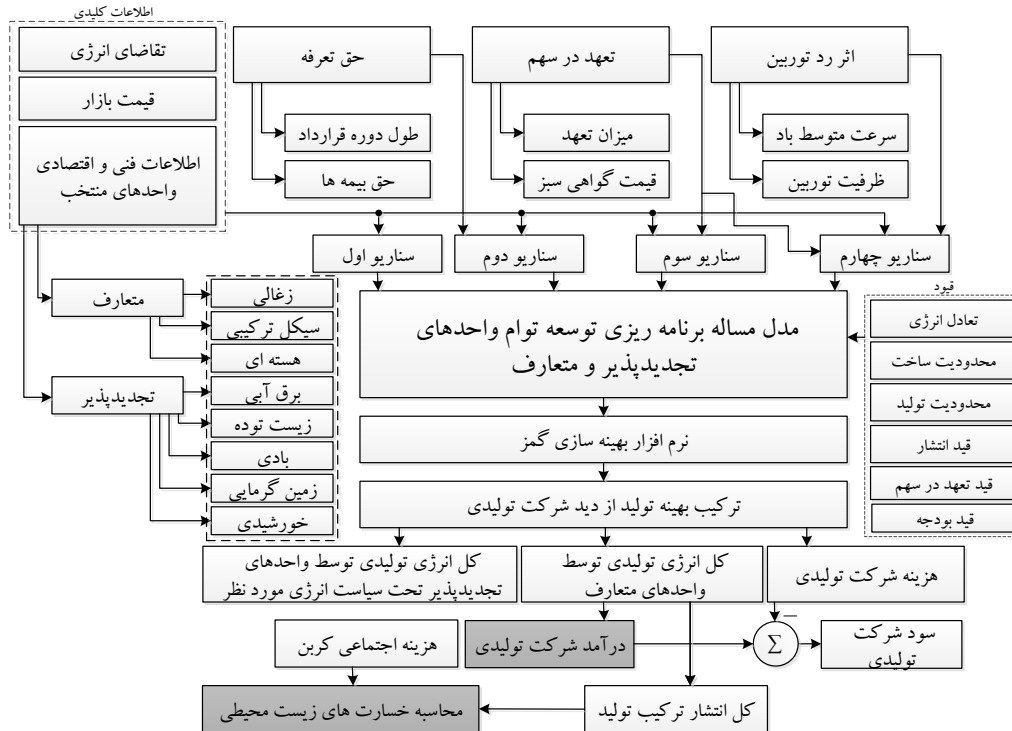 اطلاعات کلیدی
تقاضای انرژی
قیمت بازار
اطلاعات فنی و اقتصادی
واحدهای منتخب
حق تعرفه
طول دوره قرارداد
حق بیمه ها
تعهد در سهم
میزان تعهد
قیمت گواهی سبز
اثر رد توربین
سرعت متوسط باد
ظرفیت توربین
سناریو اول
سناریو دوم
سناریو سوم
سناریو چهارم
متعارف
تجدیدپذیر
زغالی
سیکل ترکیبی
هسته ای
برق آبی
زیست توده
بادی
زمین گرمایی
خورشیدی
مدل مساله برنامه ریزی توسعه توام واحدهای
تجدیدپذیر و متعارف
قیود
تعادل انرژی
محدودیت ساخت
محدودیت تولید
قید انتشار
قید تعهد در سهم
قید بودجه
نرم افزار بهینه سازی گمز
ترکیب بهینه تولید از دید شرکت تولیدی
کل انرژی تولیدی توسط واحدهای
تجدیدپذیر تحت سیاست انرژی مورد نظر
کل انرژی تولیدی توسط
واحدهای متعارف
هزینه شرکت تولیدی
هزینه اجتماعی کربن
درآمد شرکت تولیدی
−
Σ
سود شرکت
تولیدی
محاسبه خسارت های زیست محیطی
کل انتشار ترکیب تولید